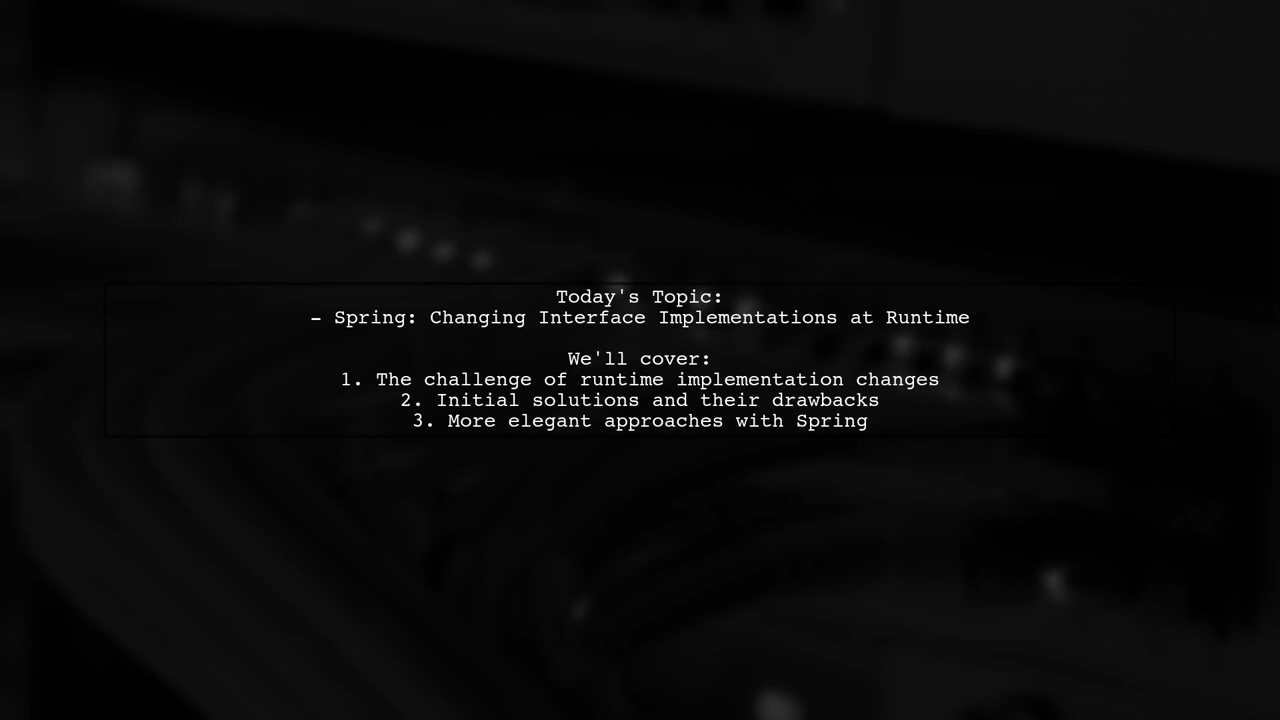 Today's Topic:
- Spring: Changing Interface Implementations at Runtime
We'll cover:
1. The challenge of runtime implementation changes
2. Initial solutions and their drawbacks
3. More elegant approaches with Spring